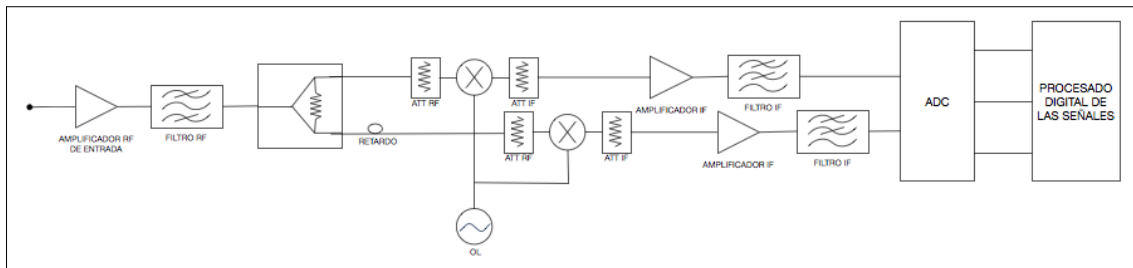 AMPLIFICADOR RF
DE ENTRADA
FILTRO RF
RETARDO
ATT RF
ATT IF
AMPLIFICADOR IF
FILTRO IF
ATT RF
ATT IF
AMPLIFICADOR IF
FILTRO IF
OL
ADC
PROCESADO
DIGITAL DE
LAS SEÑALES